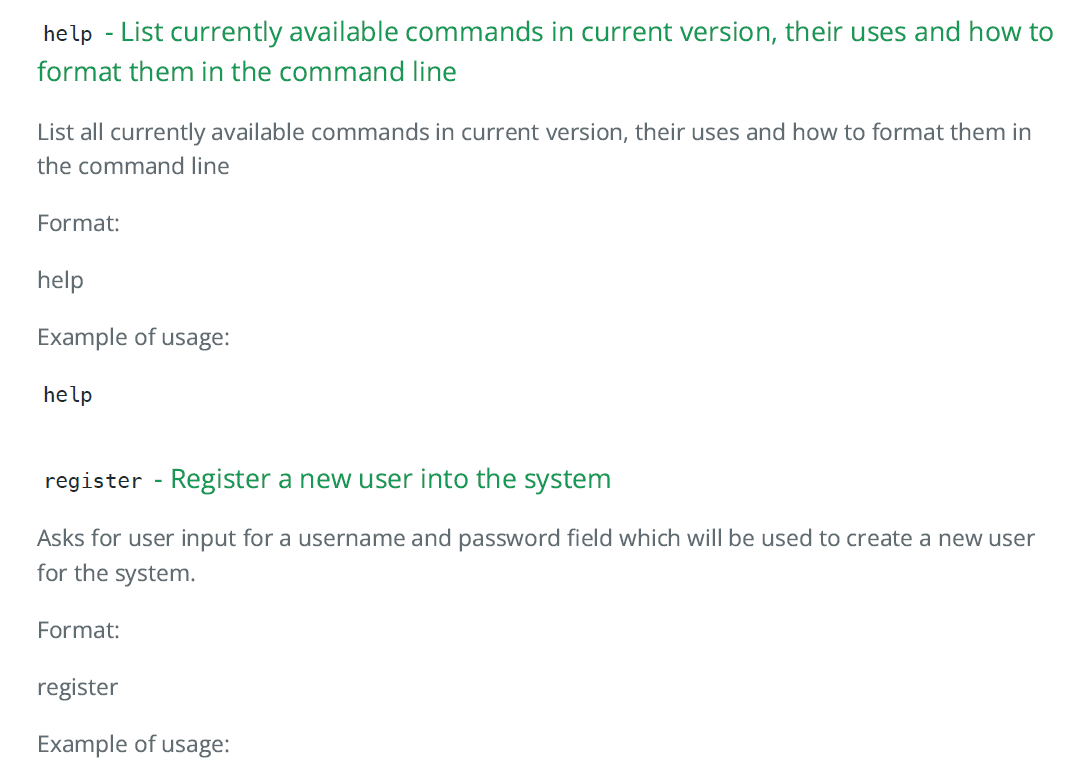 help - List currently available commands in current version, their uses and how to
format them in the command line
List all currently available commands in current version, their uses and how to format them in
the command line
Format:
help
Example of usage:
help
register - Register a new user into the system
Asks for user input for a username and password field which will be used to create a new user
for the system.
Format:
register
Example of usage: